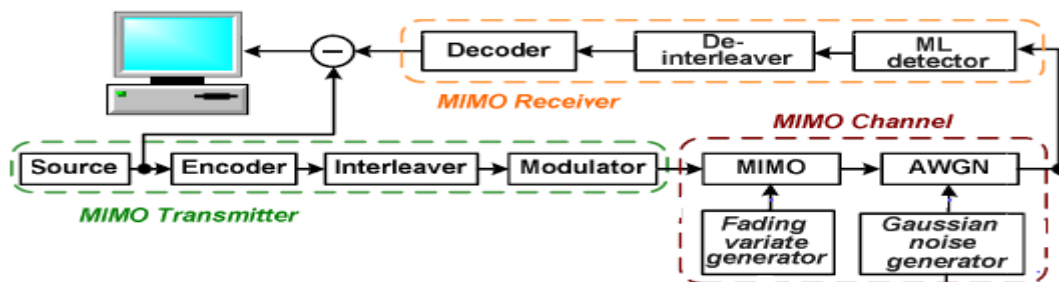 Decoder
De-
interleaver
ML
detector
MIMO Receiver
MIMO Channel
Source
Encoder
Interleaver
Modulator
MIMO
AWGN
MIMO Transmitter
Fading
variate
generator
Gaussian
noise
generator